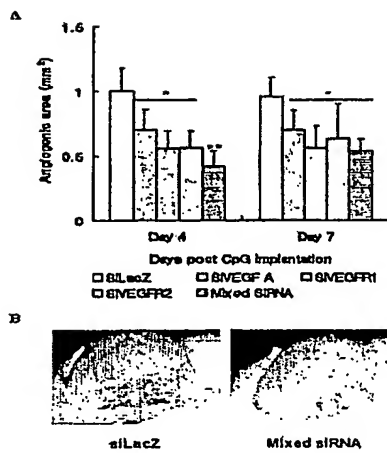 A
1.6
1
0.5
0
Angiogenic area (mm²)
*
**
*
Day 4
Day 7
Days post CpG Implantation
SiLacZ
SiVEGF A
SiVEGFR1
SiVEGFR2
Mixed SiRNA
B
siLacZ
Mixed siRNA